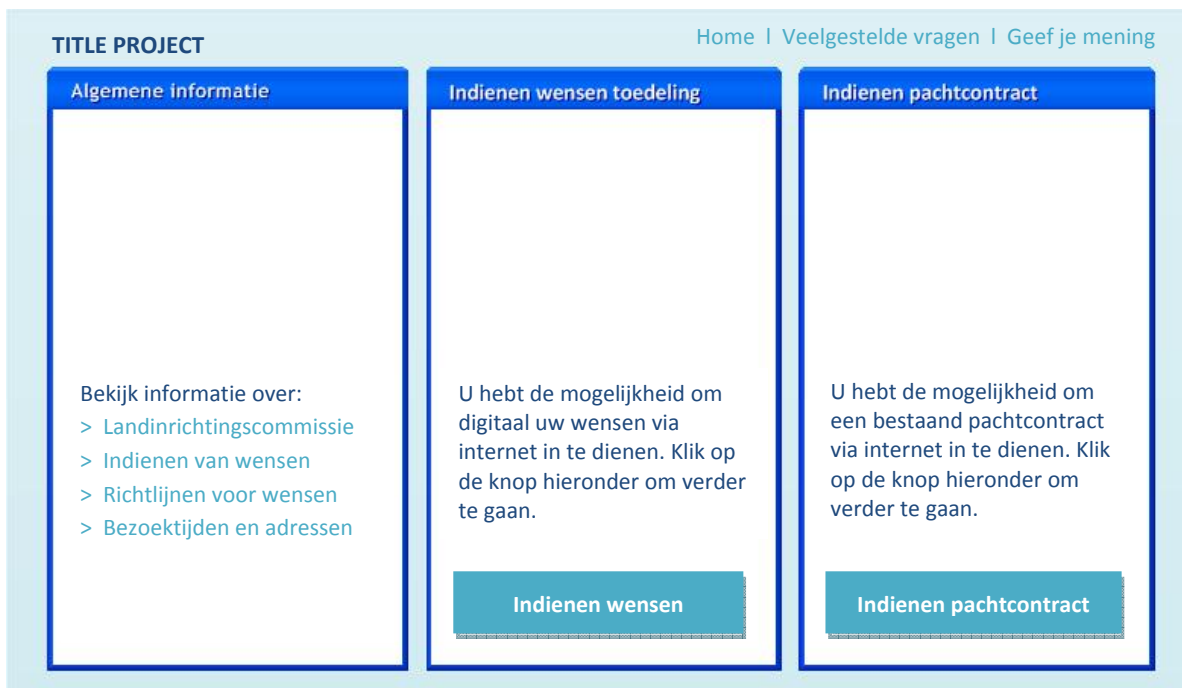 TITLE PROJECT
Home l Veelgestelde vragen l Geef je mening
Algemene informatie
Bekijk informatie over:
> Landinrichtingscommissie
> Indienen van wensen
> Richtlijnen voor wensen
> Bezoektijden en adressen
Indienen wensen toedeling
U hebt de mogelijkheid om
digitaal uw wensen via
internet in te dienen. Klik op
de knop hieronder om verder
te gaan.
Indienen wensen
Indienen pachtcontract
U hebt de mogelijkheid om
een bestaand pachtcontract
via internet in te dienen. Klik
op de knop hieronder om
verder te gaan.
Indienen pachtcontract